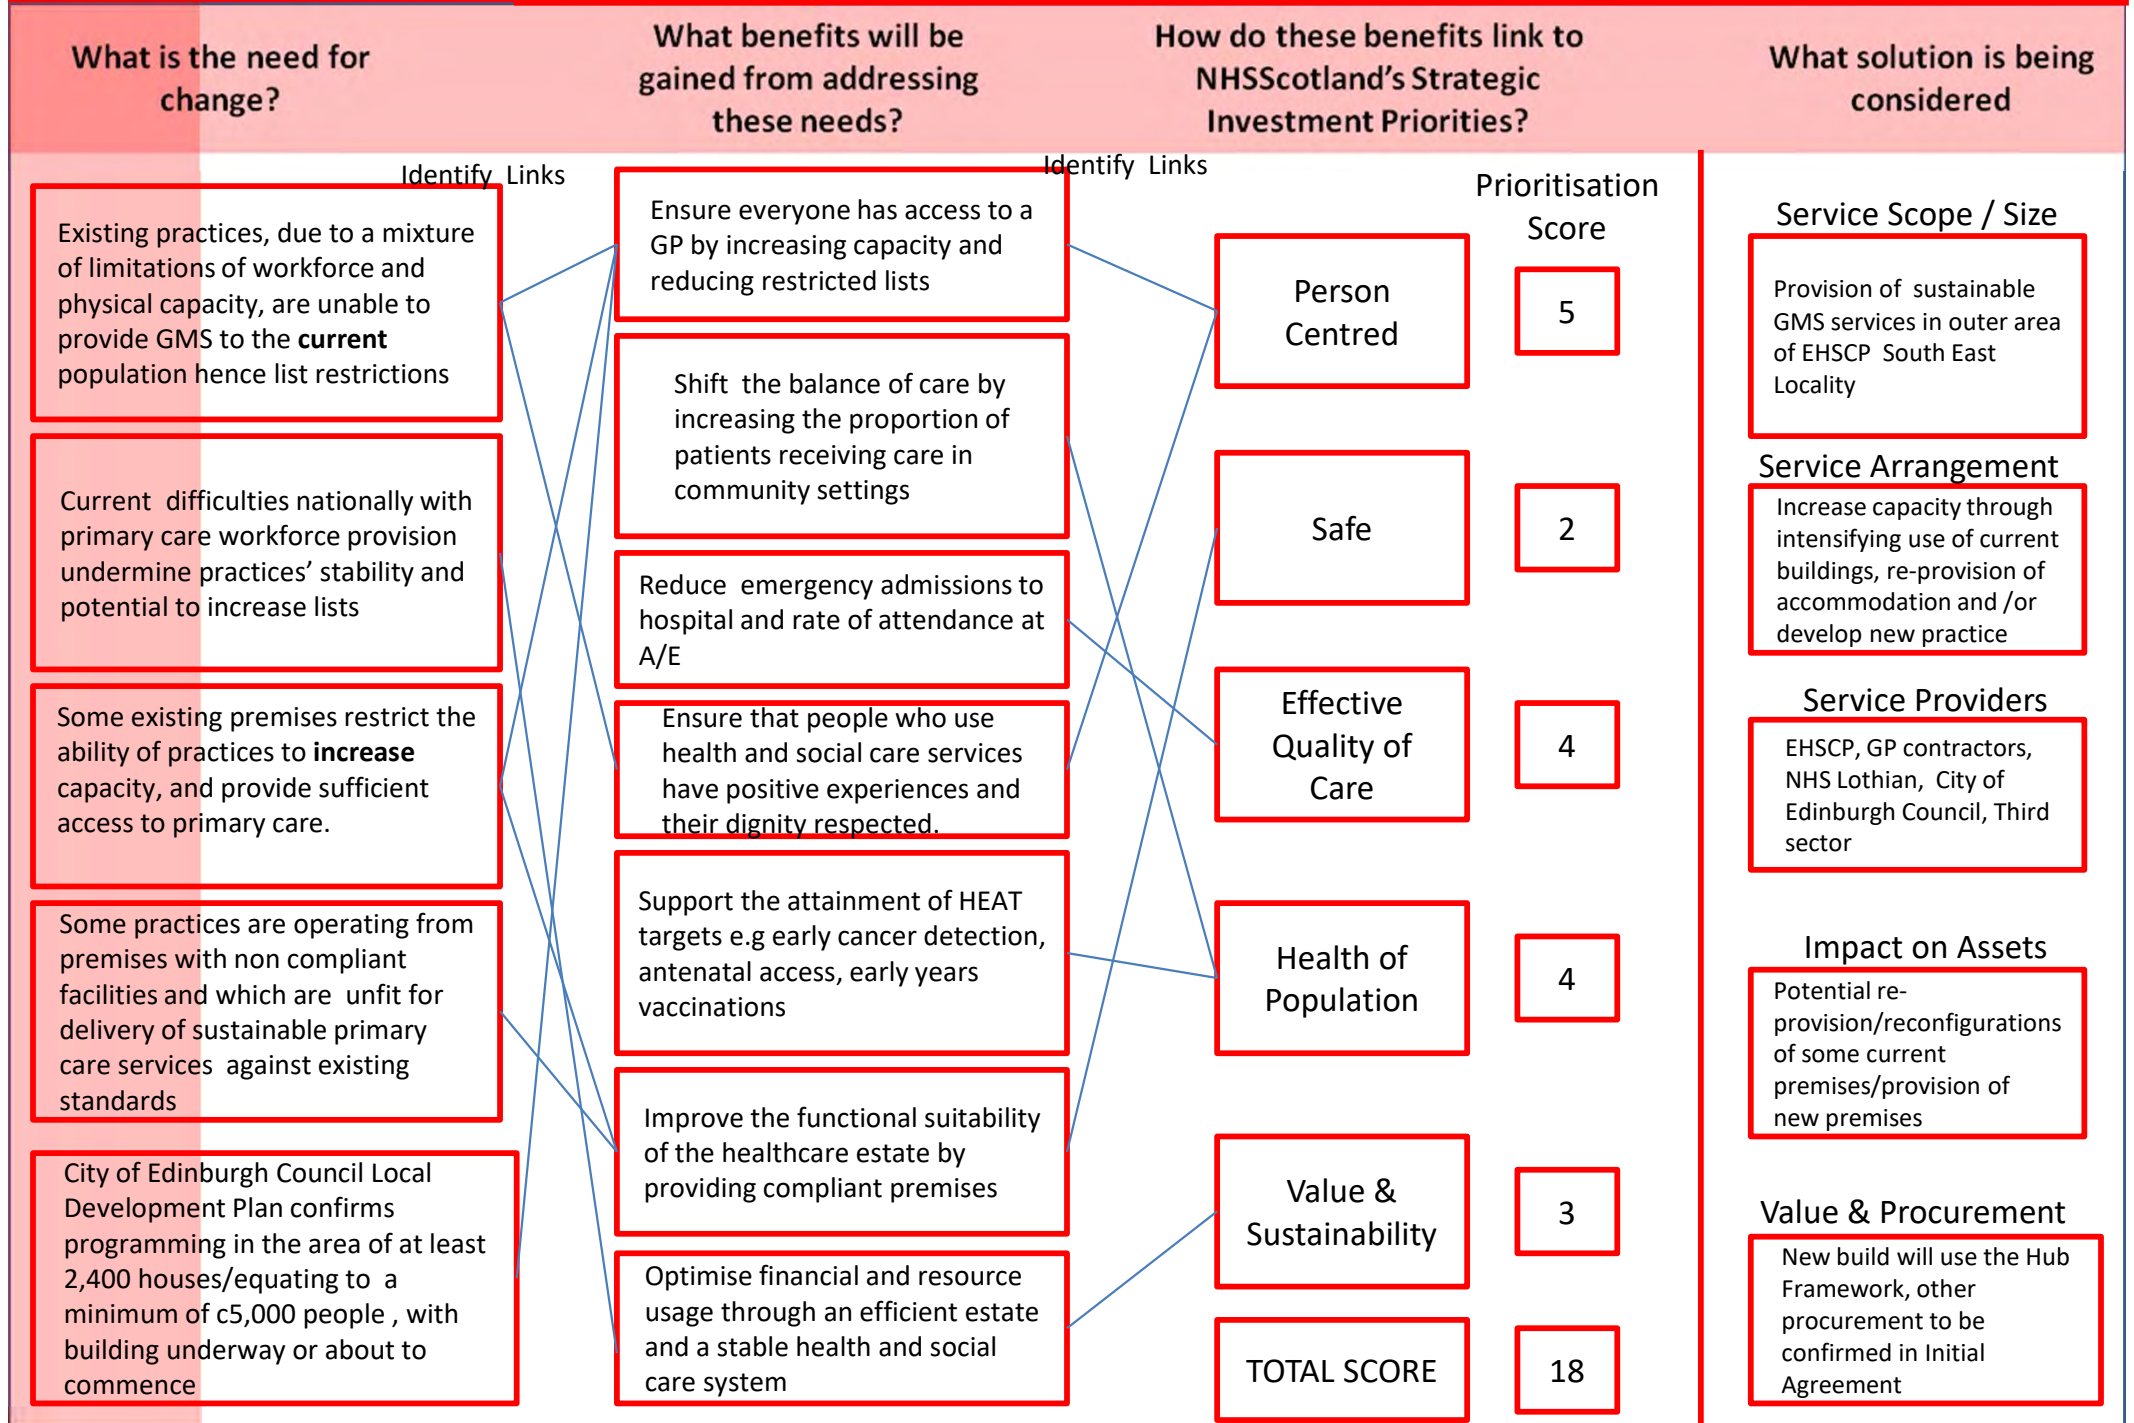 What is the need for
change?
What benefits will be
gained from addressing
these needs?
How do these benefits link to
NHSScotland's Strategic
Investment Priorities?
What solution is being
considered
Identify Links
Existing practices, due to a mixture
of limitations of workforce and
physical capacity, are unable to
provide GMS to the current
population hence list restrictions
Current difficulties nationally with
primary care workforce provision
undermine practices’ stability and
potential to increase lists
Some existing premises restrict the
ability of practices to increase
capacity, and provide sufficient
access to primary care.
Some practices are operating from
premises with non compliant
facilities and which are unfit for
delivery of sustainable primary
care services against existing
standards
City of Edinburgh Council Local
Development Plan confirms
programming in the area of at least
2,400 houses/equating to a
minimum of c5,000 people , with
building underway or about to
commence
Identify Links
Ensure everyone has access to a
GP by increasing capacity and
reducing restricted lists
Shift the balance of care by
increasing the proportion of
patients receiving care in
community settings
Reduce emergency admissions to
hospital and rate of attendance at
A/E
Ensure that people who use
health and social care services
have positive experiences and
their dignity respected.
Support the attainment of HEAT
targets e.g early cancer detection,
antenatal access, early years
vaccinations
Improve the functional suitability
of the healthcare estate by
providing compliant premises
Optimise financial and resource
usage through an efficient estate
and a stable health and social
care system
Prioritisation
Score
Person
Centred
5
Safe
2
Effective
Quality of
Care
4
Health of
Population
4
Value &
Sustainability
3
TOTAL SCORE
18
Service Scope / Size
Provision of sustainable
GMS services in outer area
of EHSCP South East
Locality
Service Arrangement
Increase capacity through
intensifying use of current
buildings, re-provision of
accommodation and /or
develop new practice
Service Providers
EHSCP, GP contractors,
NHS Lothian, City of
Edinburgh Council, Third
sector
Impact on Assets
Potential re-
provision/reconfigurations
of some current
premises/provision of
new premises
Value & Procurement
New build will use the Hub
Framework, other
procurement to be
confirmed in Initial
Agreement